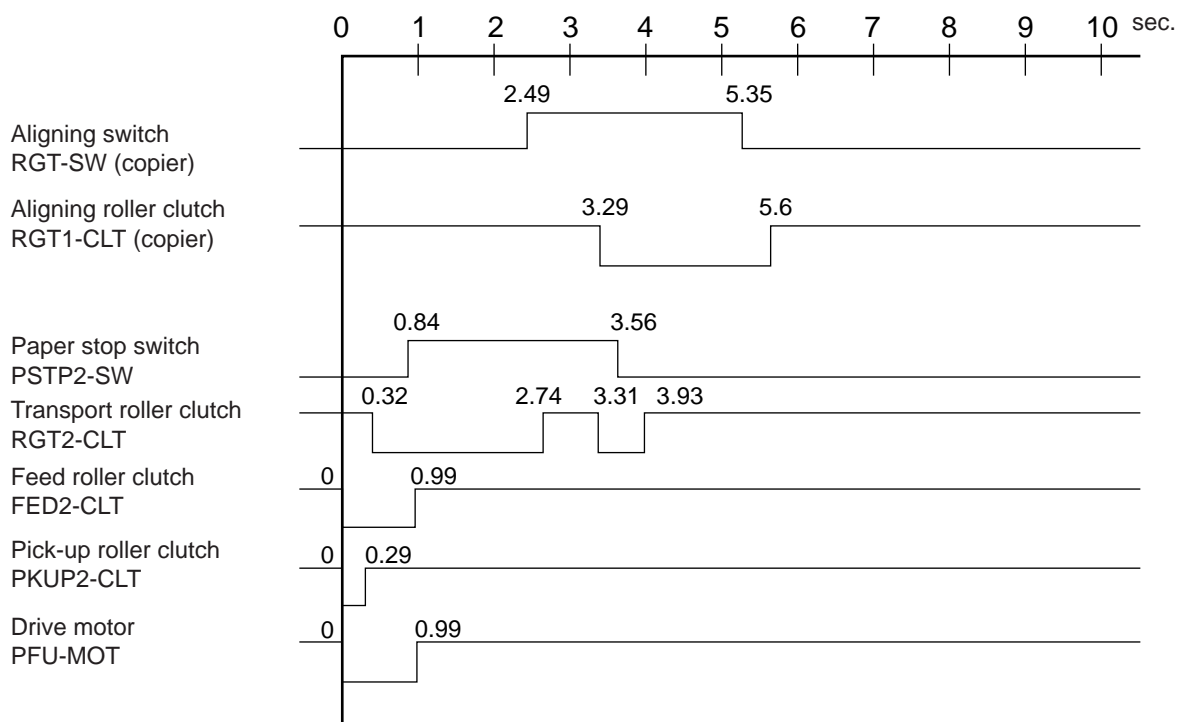 0 1 2 3 4 5 6 7 8 9 10 sec.
2.49 5.35
Aligning switch
RGT-SW (copier)
Aligning roller clutch 3.29 5.6
RGT1-CLT (copier)
0.84 3.56
Paper stop switch
PSTP2-SW
0.32 2.74 3.31 3.93
Transport roller clutch
RGT2-CLT
Feed roller clutch 0 0.99
FED2-CLT
Pick-up roller clutch 0 0.29
PKUP2-CLT
Drive motor 0 0.99
PFU-MOT